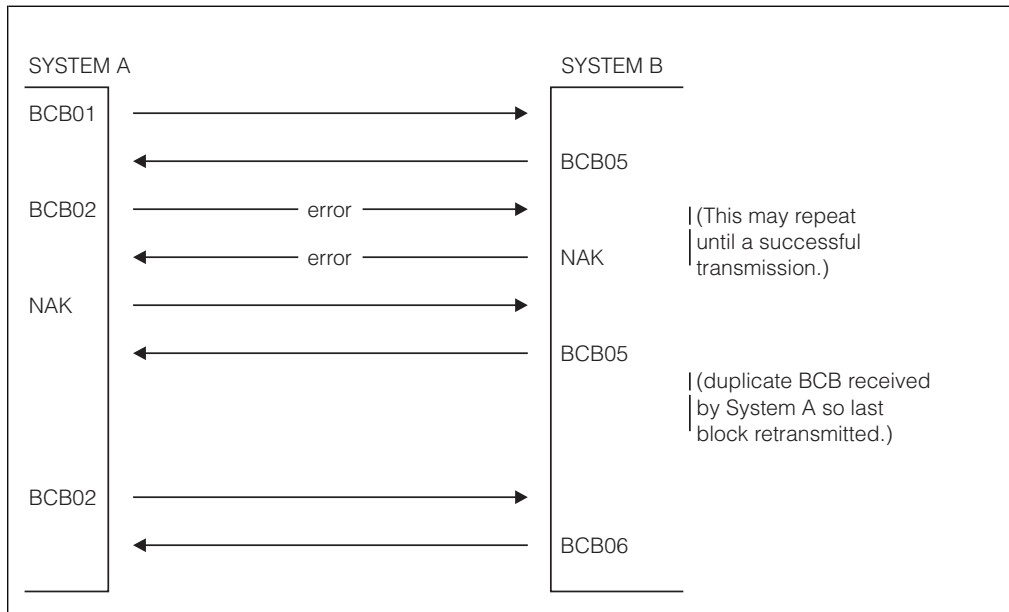 SYSTEM A
SYSTEM B
BCB01
BCB05
BCB02
error
(This may repeat
until a successful
transmission.)
error
NAK
NAK
BCB05
(duplicate BCB received
by System A so last
block retransmitted.)
BCB02
BCB06